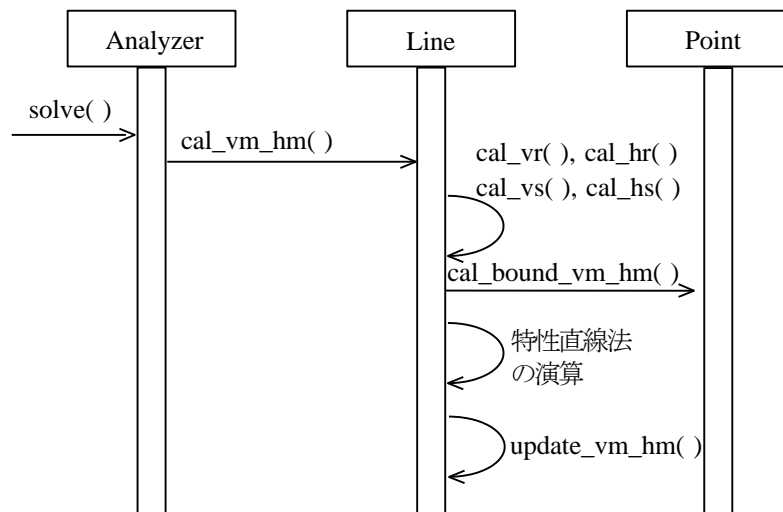 Analyzer
Line
Point
solve( )
cal_vm_hm( )
cal_vr( ), cal_hr( )
cal_vs( ), cal_hs( )
cal_bound_vm_hm( )
特性直線法
の演算
update_vm_hm( )